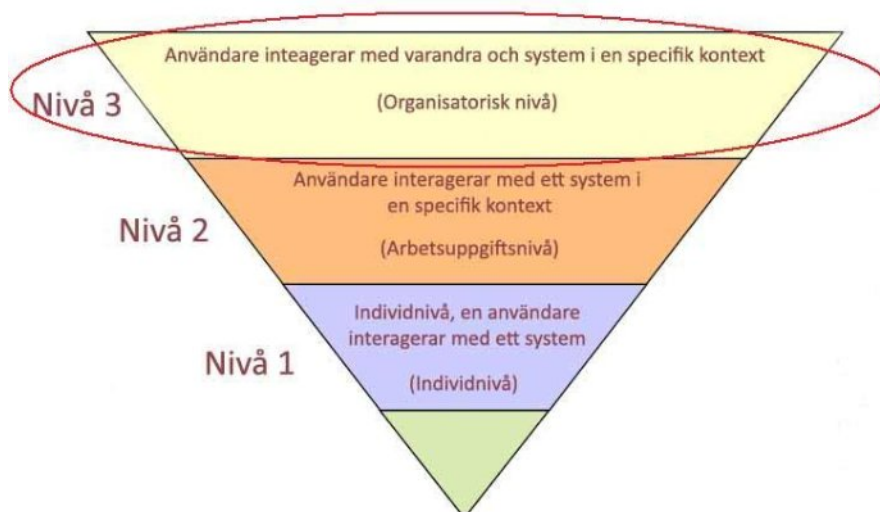 Användare inteagerar med varandra och system i en specifik kontext
(Organisatorisk nivå)
Nivå 3
Användare interagerar med ett system i
en specifik kontext
(Arbetsuppgiftsnivå)
Nivå 2
Individnivå, en användare
interagerar med ett system
(Individnivå)
Nivå 1